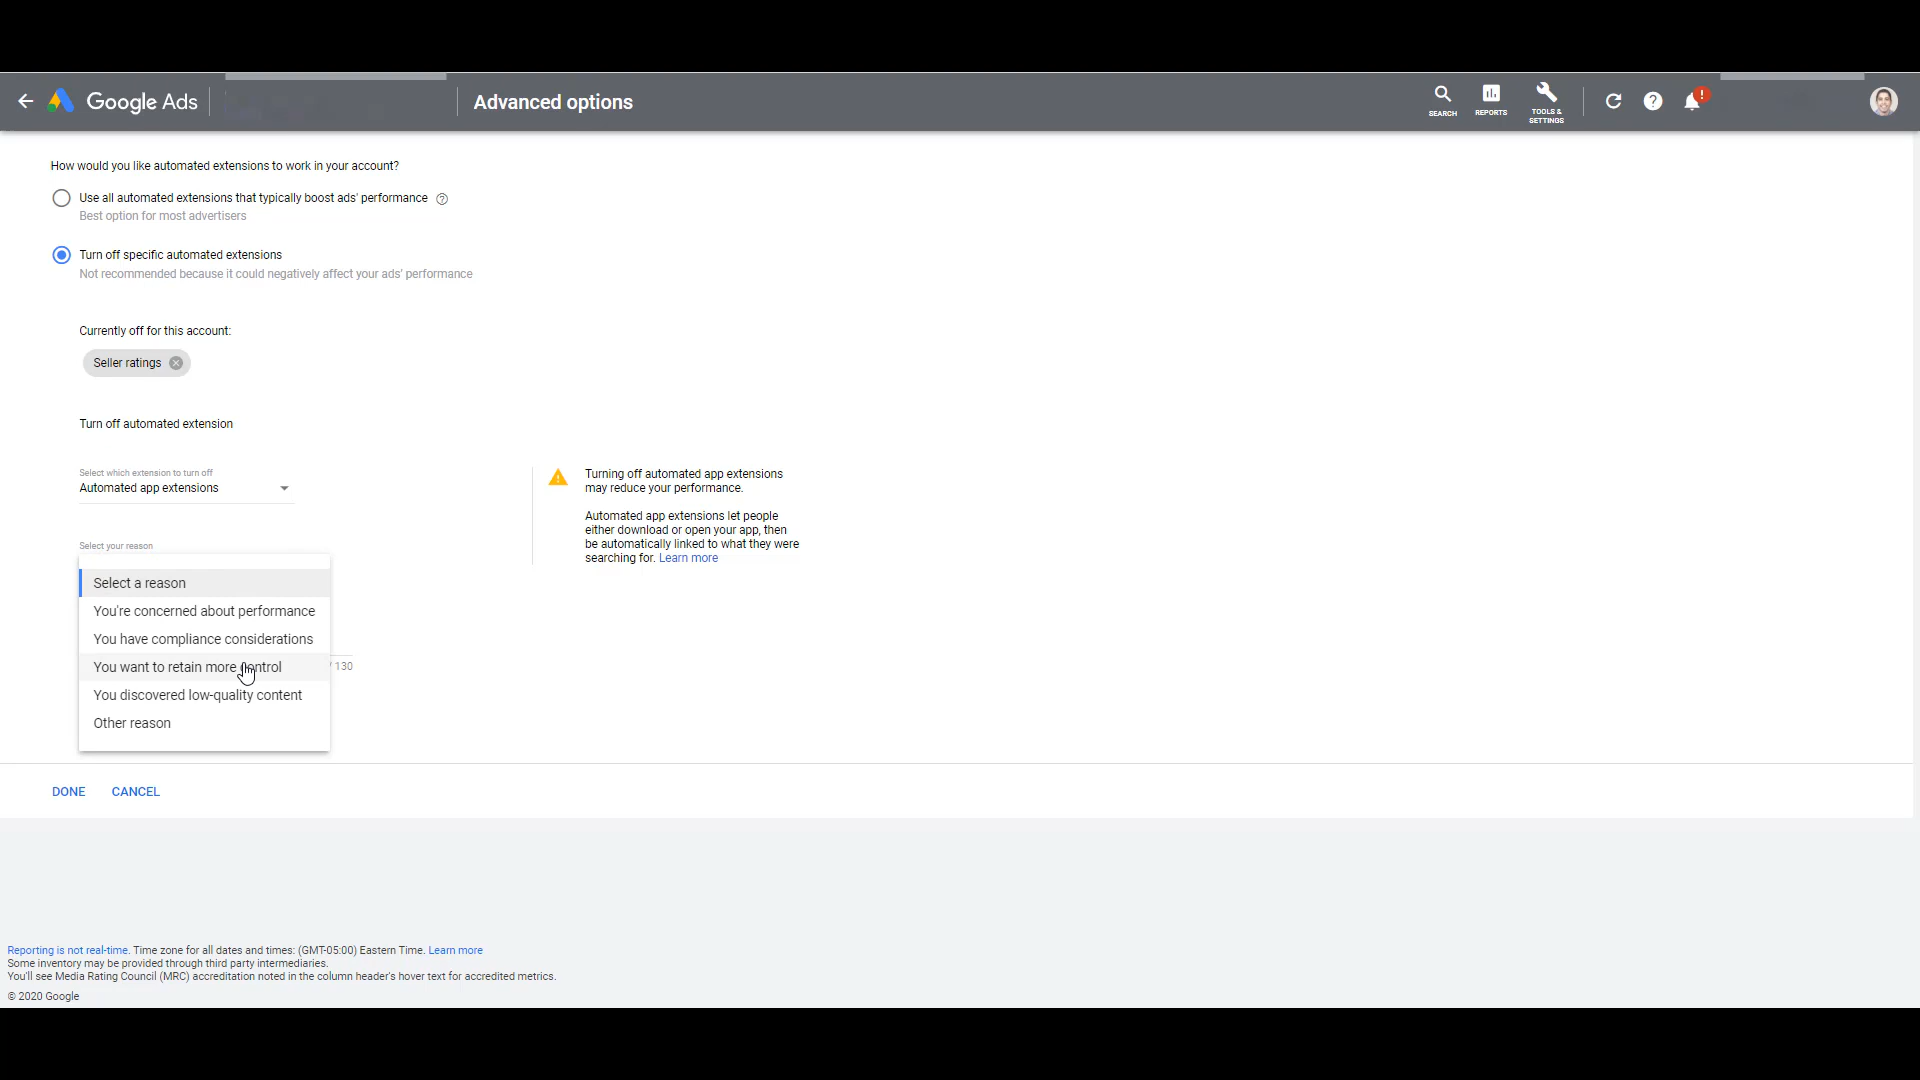 Google Ads
Advanced options
SEARCH
REPORTS
TOOLS &
SETTINGS
!
How would you like automated extensions to work in your account?
Use all automated extensions that typically boost ads' performance
Best option for most advertisers
Turn off specific automated extensions
Not recommended because it could negatively affect your ads' performance
Currently off for this account:
Seller ratings
Turn off automated extension
Select which extension to turn off
Automated app extensions
Turning off automated app extensions
may reduce your performance.
Automated app extensions let people
either download or open your app, then
be automatically linked to what they were
searching for. Learn more
Select your reason
Select a reason
You're concerned about performance
You have compliance considerations
You want to retain more control
/ 130
You discovered low-quality content
Other reason
DONE CANCEL
Reporting is not real-time. Time zone for all dates and times: (GMT-05:00) Eastern Time. Learn more
Some inventory may be provided through third party intermediaries.
You'll see Media Rating Council (MRC) accreditation noted in the column header's hover text for accredited metrics.
© 2020 Google